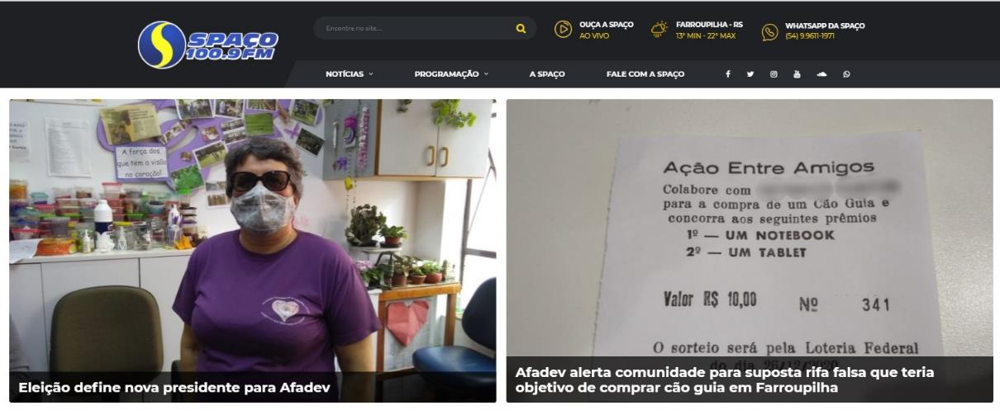 SPAÇO
100.9FM
Encontre no site...
OUÇA A SPAÇO
AO VIVO
FARROUPILHA - RS
13° MIN - 22° MAX
WHATSAPP DA SPAÇO
(54) 9.9611-1971
NOTÍCIAS
PROGRAMAÇÃO
A SPAÇO
FALE COM A SPAÇO
A força dos
que têm a visão
no coração!
Eleição define nova presidente para Afadev
Ação Entre Amigos
Colabore com
para a compra de um Cão Guia e
concorra aos seguintes prêmios
1º — UM NOTEBOOK
2º — UM TABLET
Valor R$ 10,00 Nº 341
O sorteio será pela Loteria Federal
do dia 26/12/2020
Afadev alerta comunidade para suposta rifa falsa que teria
objetivo de comprar cão guia em Farroupilha